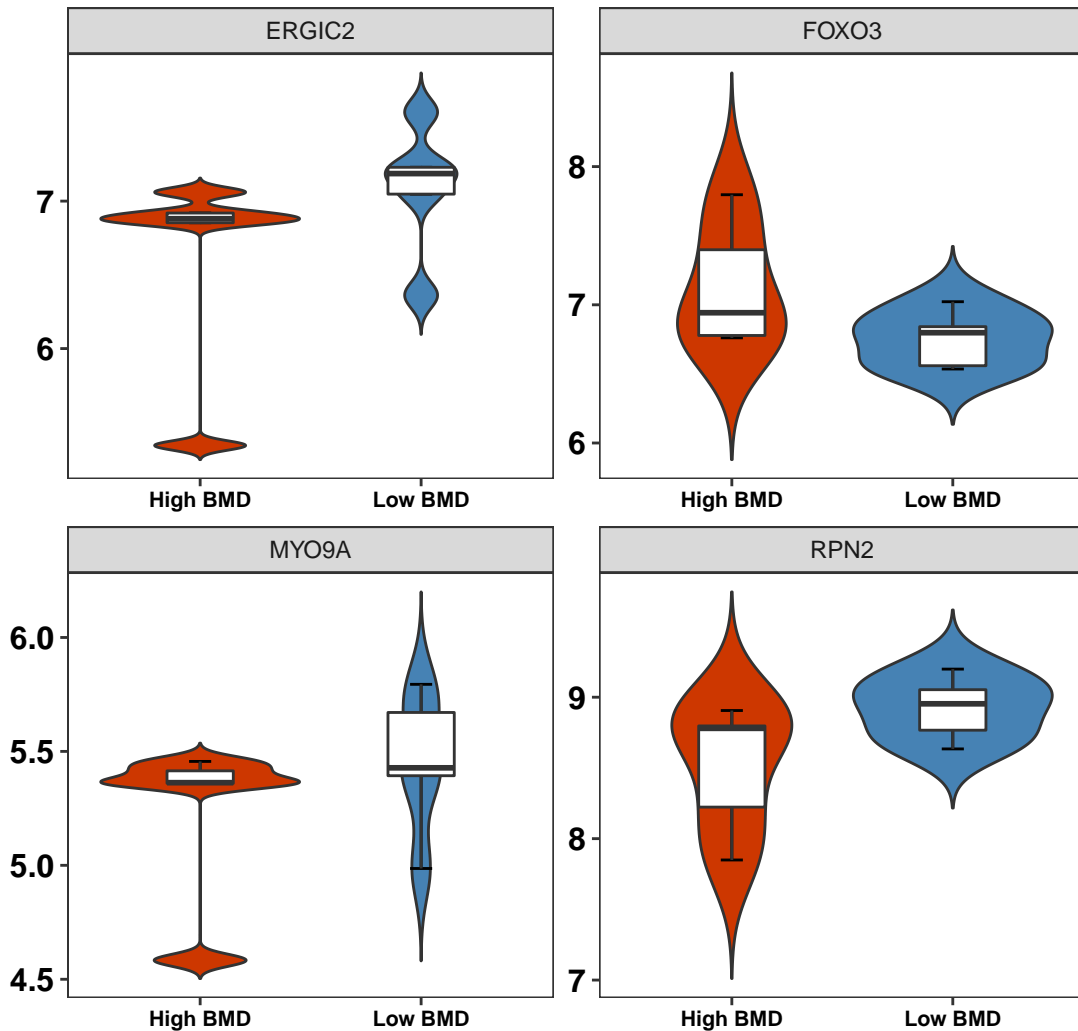 ERGIC2
FOXO3
7
6
8
7
6
High BMD
Low BMD
High BMD
Low BMD
MYO9A
RPN2
6.0
5.5
5.0
4.5
9
8
7
High BMD
Low BMD
High BMD
Low BMD